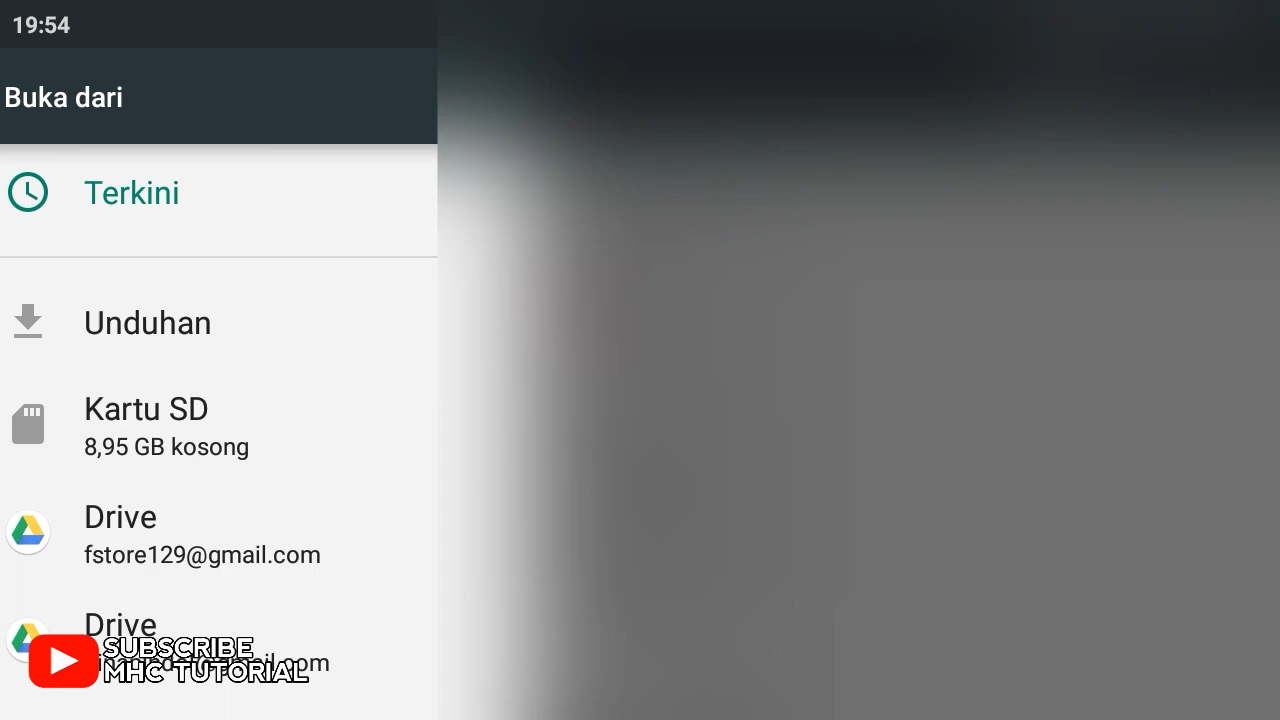 19:54
Buka dari
Terkini
Unduhan
Kartu SD
8,95 GB kosong
Drive
fstore129@gmail.com
Drive
SUBSCRIBE
MHC TUTORIAL